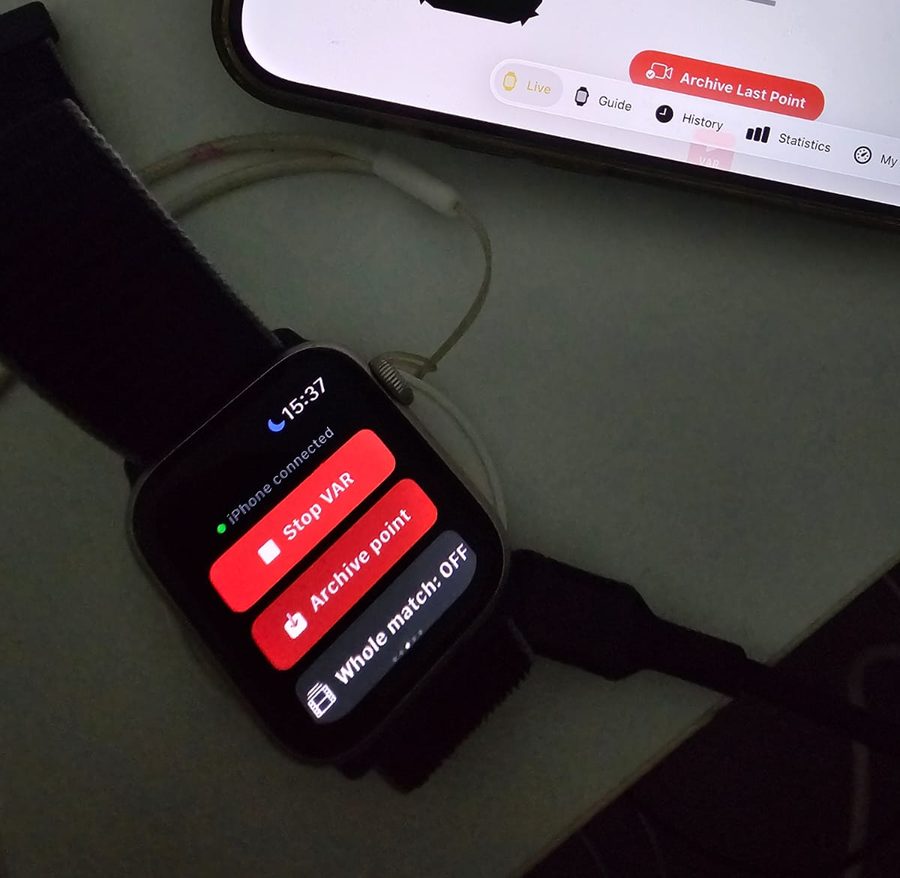 Archive Last Point
Live
Guide
History
Statistics
My
VAR
15:37
iPhone connected
Stop VAR
Archive point
Whole match: OFF